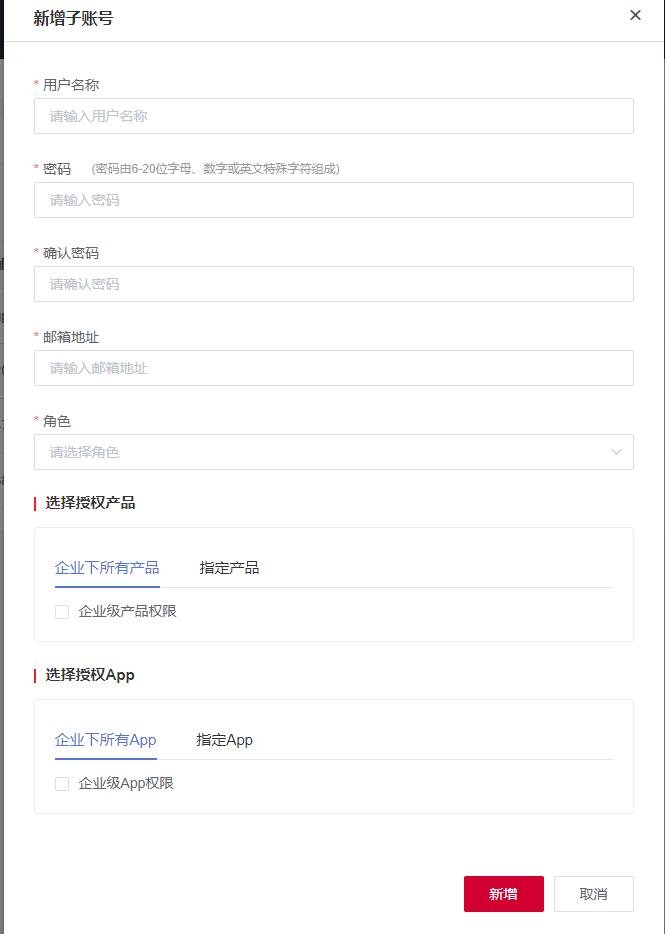 新增子账号
* 用户名称
请输入用户名称
* 密码 (密码由6-20位字母、数字或英文特殊字符组成)
请输入密码
* 确认密码
请确认密码
* 邮箱地址
请输入邮箱地址
* 角色
请选择角色
选择授权产品
企业下所有产品 指定产品
企业级产品权限
选择授权App
企业下所有App 指定App
企业级App权限
新增 取消